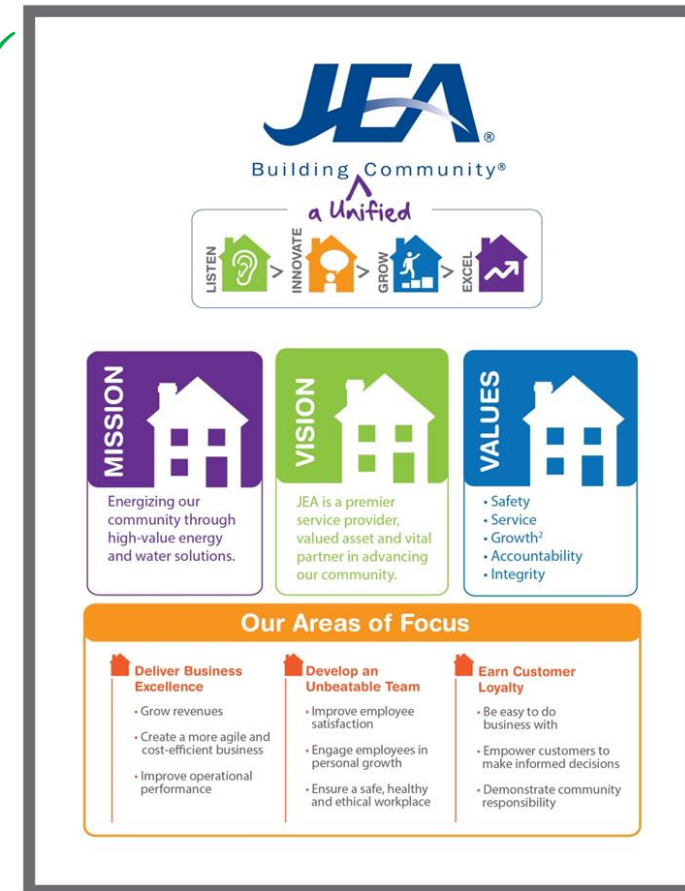 JEA®
Building Community®
a Unified
LISTEN > INNOVATE > GROW > EXCEL
MISSION
Energizing our
community through
high-value energy
and water solutions.
VISION
JEA is a premier
service provider,
valued asset and vital
partner in advancing
our community.
VALUES
• Safety
• Service
• Growth²
• Accountability
• Integrity
Our Areas of Focus
Deliver Business
Excellence
• Grow revenues
• Create a more agile and
cost-efficient business
• Improve operational
performance
Develop an
Unbeatable Team
• Improve employee
satisfaction
• Engage employees in
personal growth
• Ensure a safe, healthy
and ethical workplace
Earn Customer
Loyalty
• Be easy to do
business with
• Empower customers to
make informed decisions
• Demonstrate community
responsibility